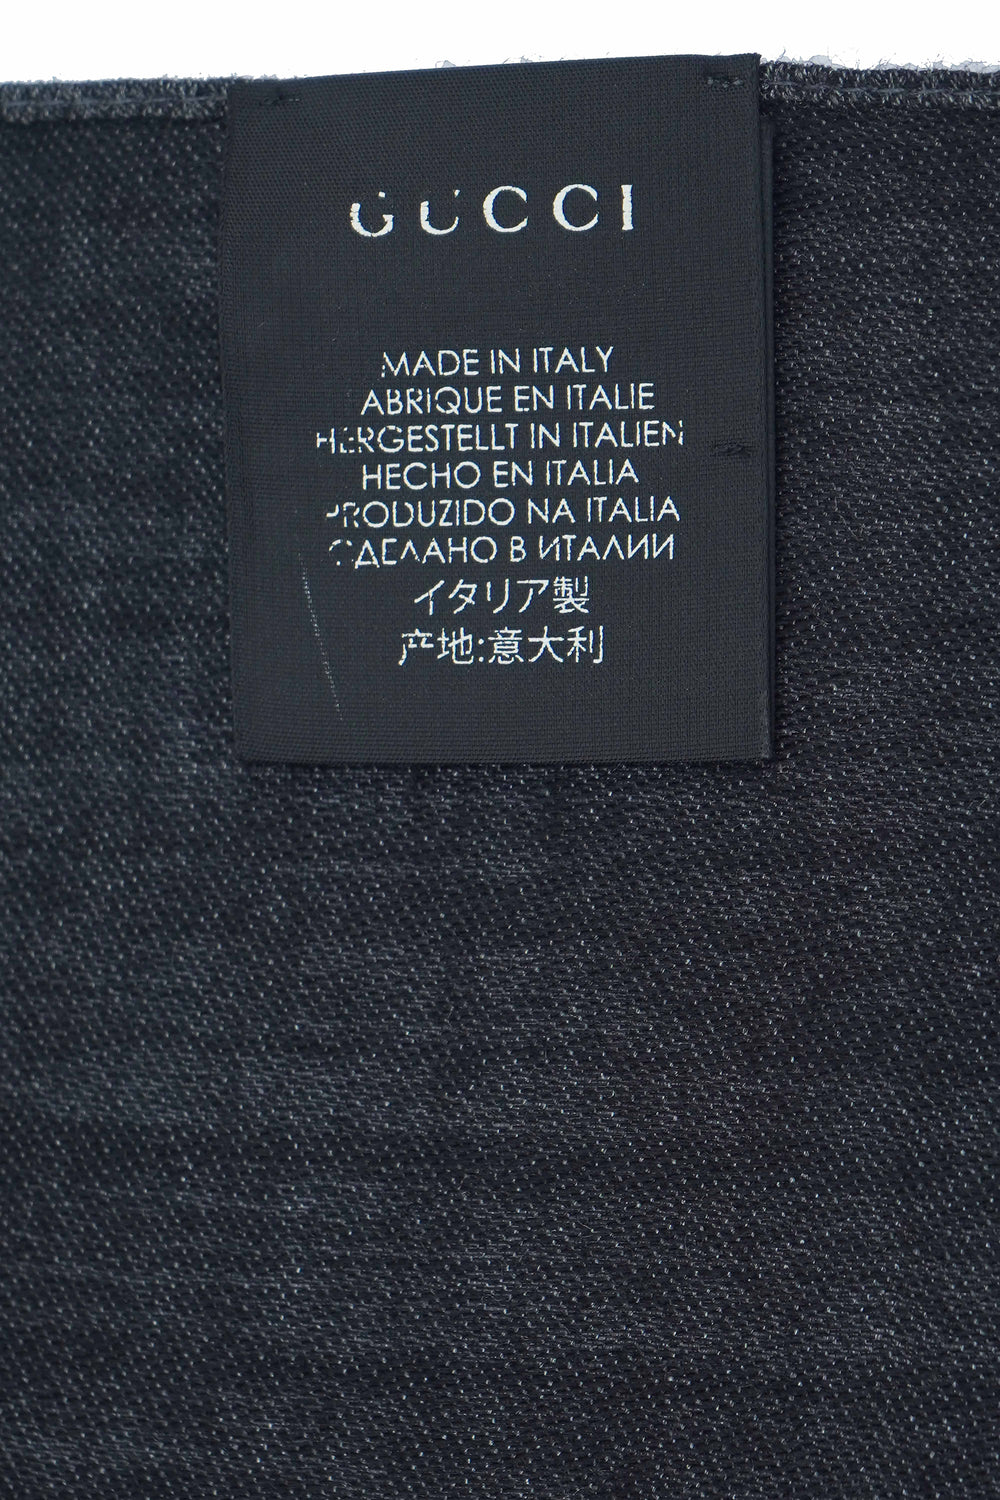 GUCCI
MADE IN ITALY
ABRIQUE EN ITALIE
HERGESTELLT IN ITALIEN
HECHO EN ITALIA
PRODUZIDO NA ITALIA
СДЕЛАНО В ИТАЛИИ
イタリア製
产地:意大利